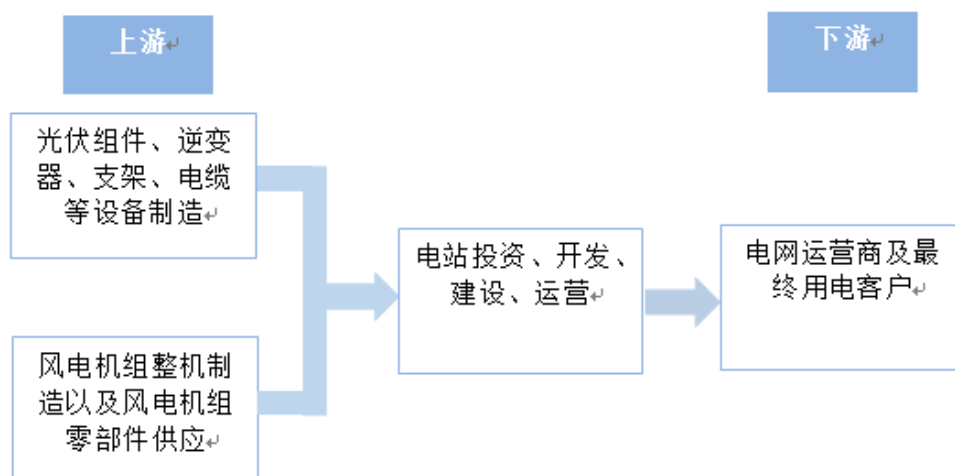 上游
下游
光伏组件、逆变
器、支架、电缆
等设备制造
电站投资、开发、
建设、运营
电网运营商及最
终用电客户
风电机组整机制
造以及风电机组
零部件供应